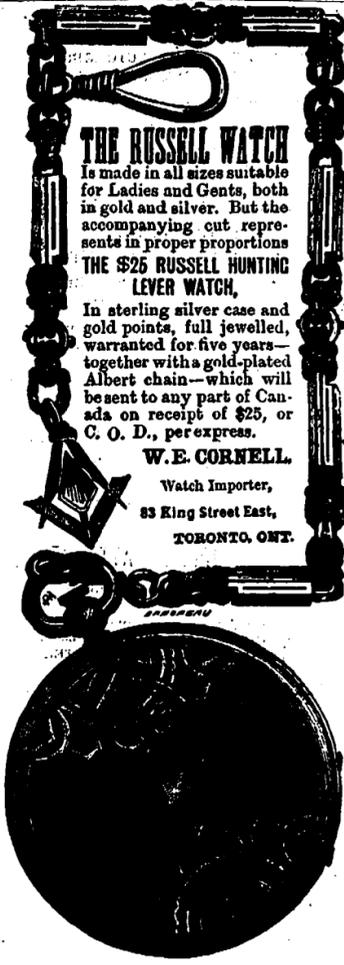 THE RUSSELL WATCH
Is made in all sizes suitable
for Ladies and Gents, both
in gold and silver. But the
accompanying cut repre-
sents in proper proportions
THE $25 RUSSELL HUNTING
LEVER WATCH,
In sterling silver case and
gold points, full jewelled,
warranted for five years—
together with a gold-plated
Albert chain—which will
be sent to any part of Can-
ada on receipt of $25, or
C. O. D., per express.
W. E. CORNELL,
Watch Importer,
83 King Street East,
TORONTO, ONT.